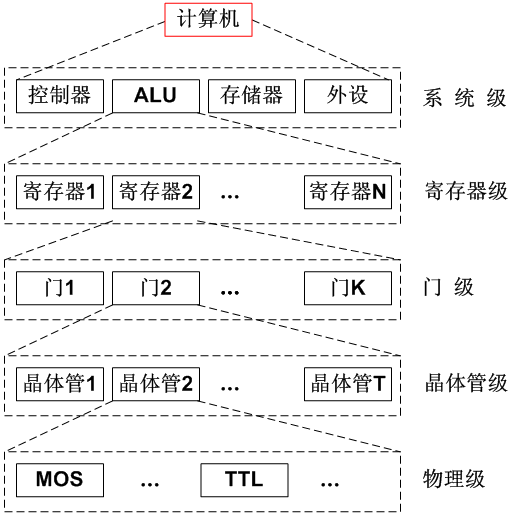 计算机
控制器 ALU 存储器 外设 系统级
寄存器1 寄存器2 ... 寄存器N 寄存器级
门1 门2 ... 门K 门级
晶体管1 晶体管2 ... 晶体管T 晶体管级
MOS ... TTL ... 物理级